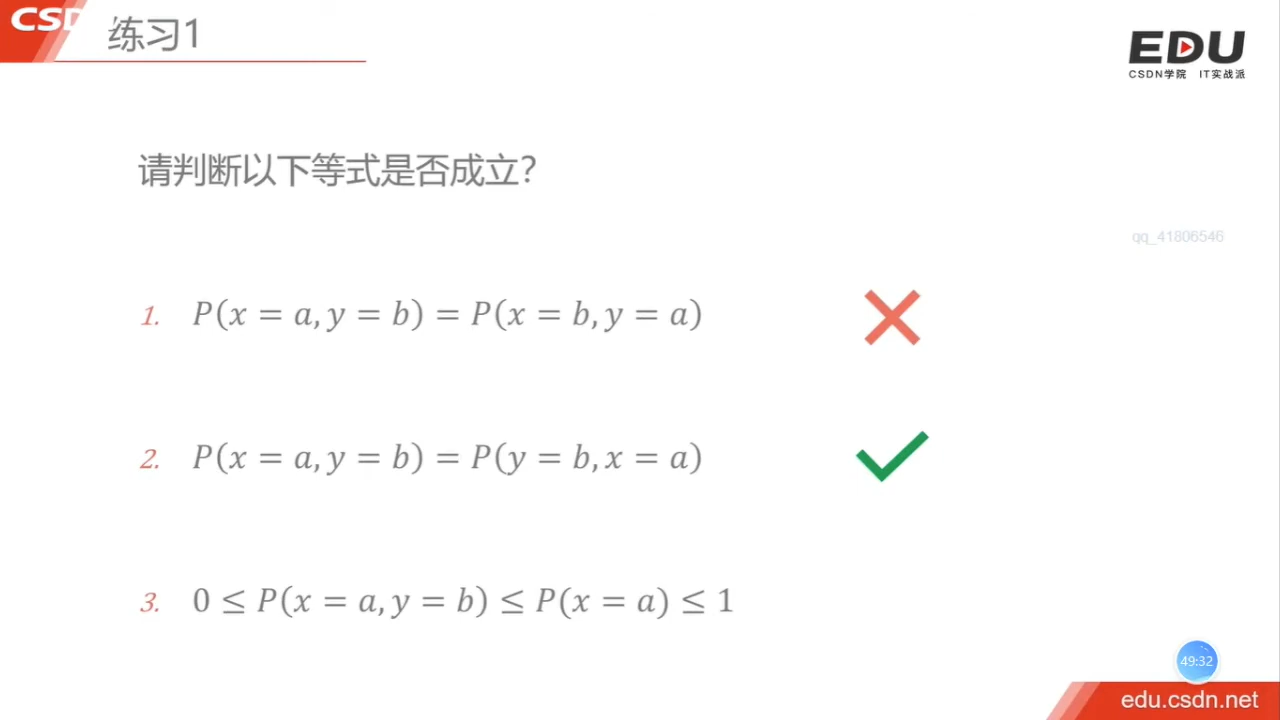 CSD
练习1
EDU
CSDN学院 IT实战派
请判断以下等式是否成立?
qq_41806546
1. P(x = a, y = b) = P(x = b, y = a)
2. P(x = a, y = b) = P(y = b, x = a)
3. 0 ≤ P(x = a, y = b) ≤ P(x = a) ≤ 1
49:32
edu.csdn.net